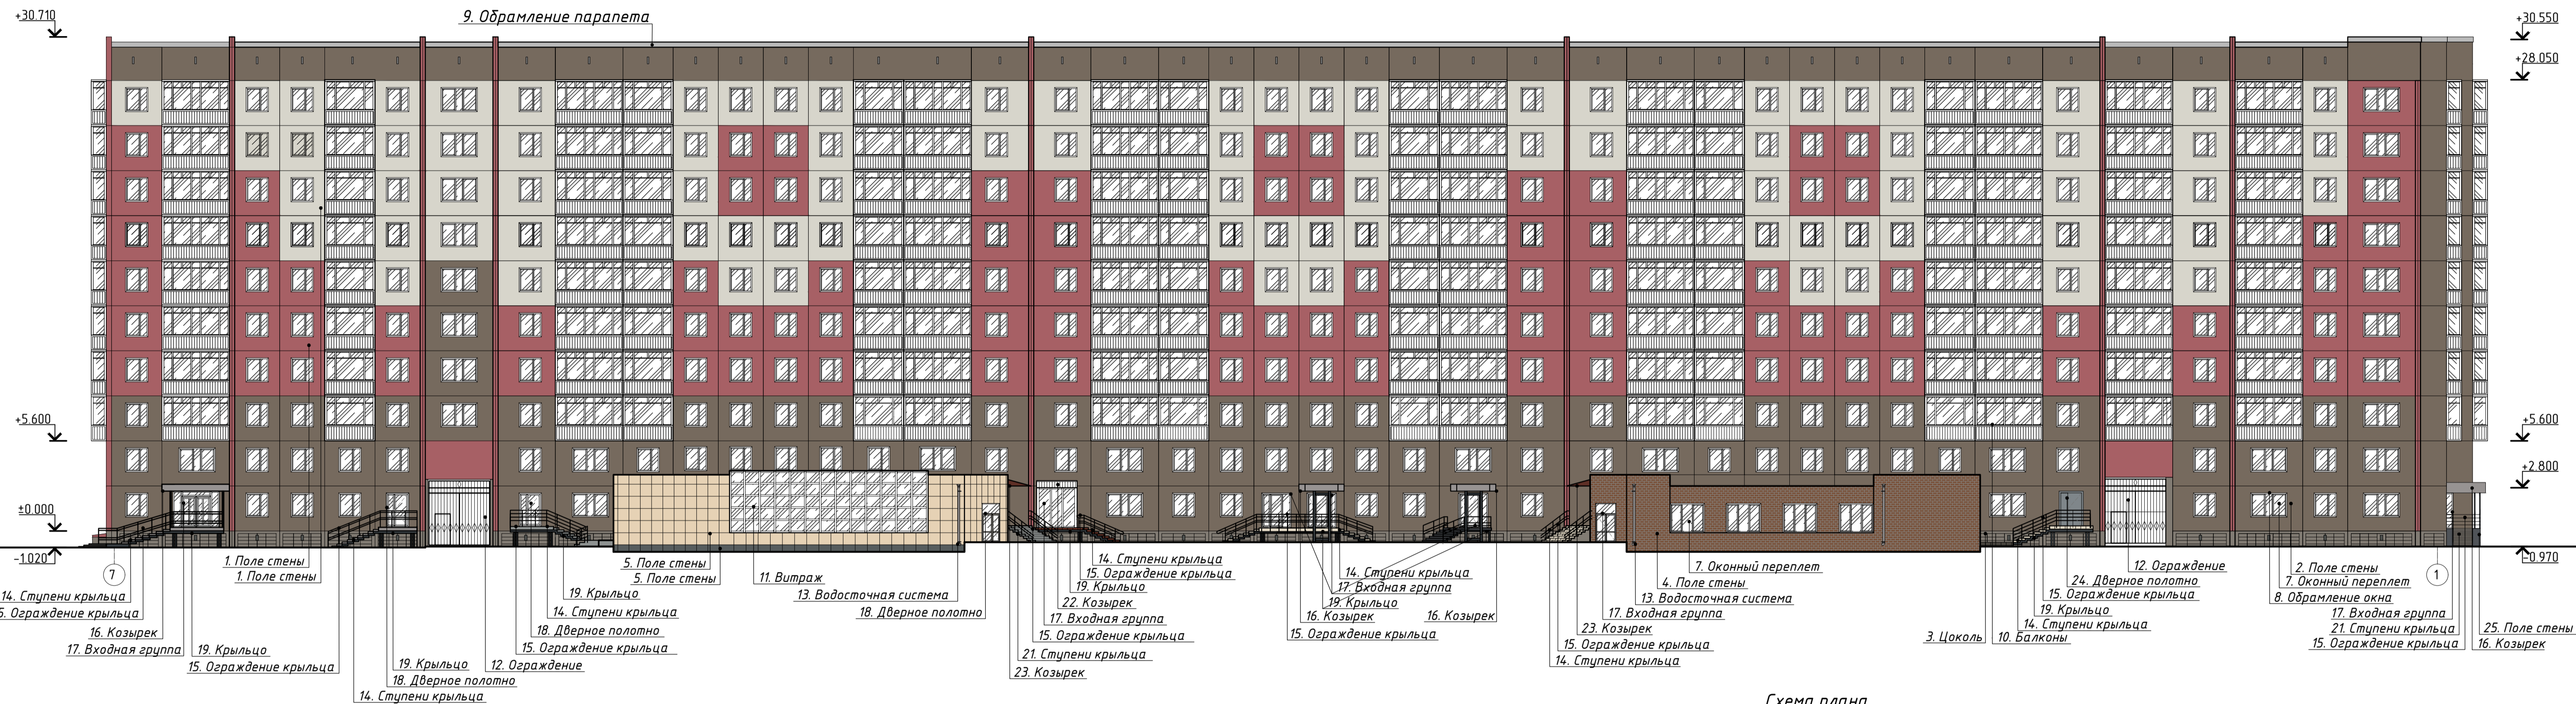 +30.710
9. Обрамление парапета
+30.550
+28.050
+5.600
+5.600
+2.800
±0.000
-1.020
-0.970
7
1
1. Поле стены
1. Поле стены
14. Ступени крыльца
Ограждение крыльца
16. Козырек
17. Входная группа
19. Крыльцо
15. Ограждение крыльца
19. Крыльцо
18. Дверное полотно
14. Ступени крыльца
12. Ограждение
19. Крыльцо
14. Ступени крыльца
18. Дверное полотно
15. Ограждение крыльца
5. Поле стены
5. Поле стены
11. Витраж
13. Водосточная система
18. Дверное полотно
14. Ступени крыльца
15. Ограждение крыльца
19. Крыльцо
22. Козырек
17. Входная группа
15. Ограждение крыльца
21. Ступени крыльца
23. Козырек
14. Ступени крыльца
17. Входная группа
19. Крыльцо
16. Козырек
16. Козырек
15. Ограждение крыльца
7. Оконный переплет
4. Поле стены
13. Водосточная система
17. Входная группа
23. Козырек
15. Ограждение крыльца
14. Ступени крыльца
12. Ограждение
24. Дверное полотно
15. Ограждение крыльца
19. Крыльцо
14. Ступени крыльца
3. Цоколь
10. Балконы
2. Поле стены
7. Оконный переплет
8. Обрамление окна
17. Входная группа
21. Ступени крыльца
25. Поле стены
15. Ограждение крыльца
16. Козырек
Схема плана